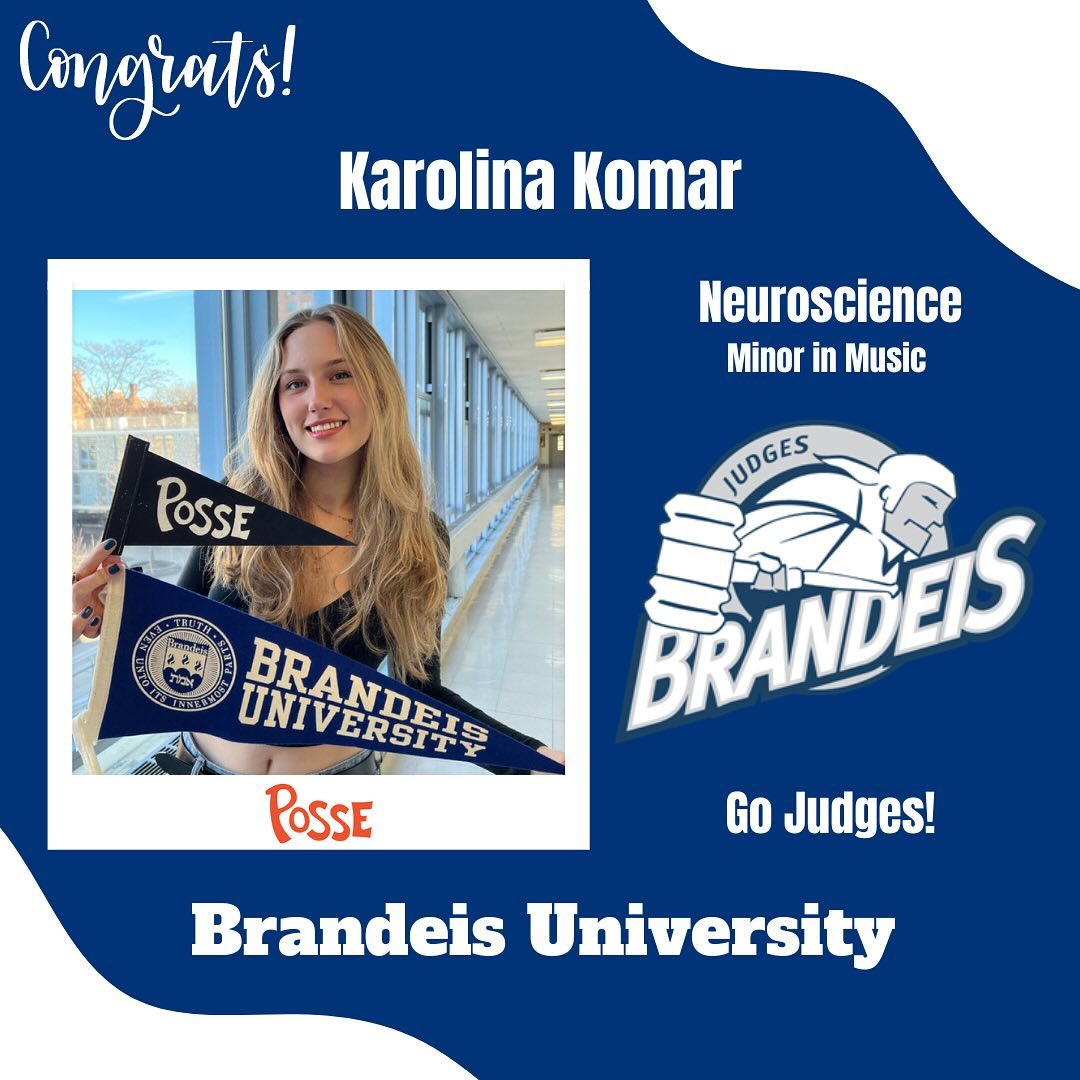 Congrats!
Karolina Komar
Neuroscience
Minor in Music
JUDGES
BRANDEIS
POSSE
TRUTH
EVEN UNTO ITS INNERMOST PARTS
Brandeis
אמת
BRANDEIS
UNIVERSITY
POSSE
Go Judges!
Brandeis University